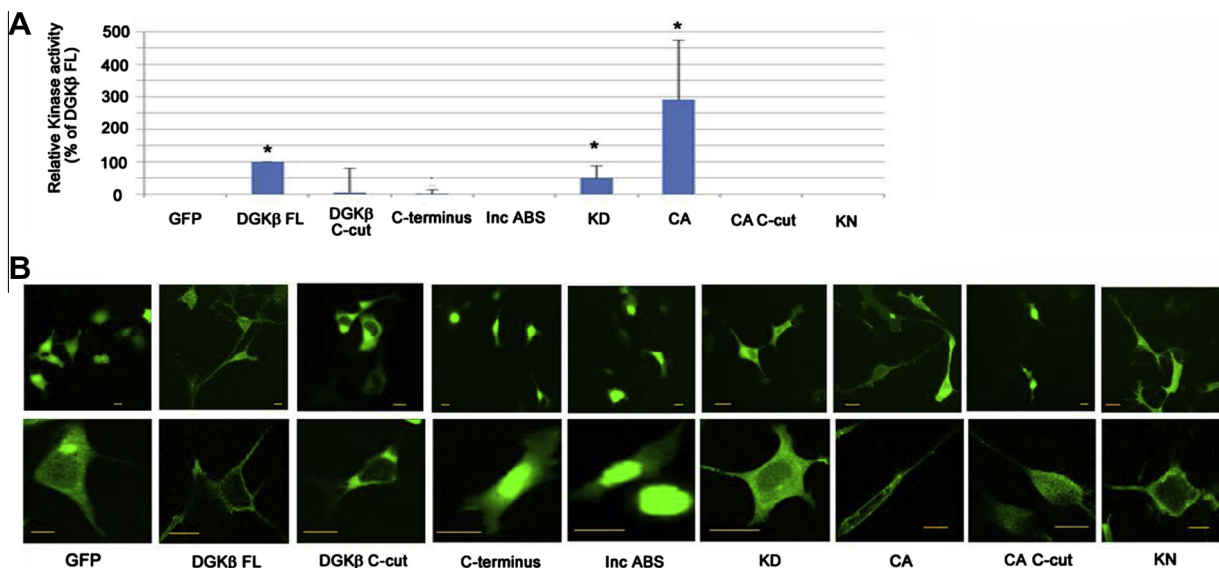 A
Relative Kinase activity
(% of DGKβ FL)
500
400
300
200
100
0
*
*
*
GFP
DGKβ FL
DGKβ
C-cut
C-terminus
Inc ABS
KD
CA
CA C-cut
KN
B
GFP
DGKβ FL
DGKβ C-cut
C-terminus
Inc ABS
KD
CA
CA C-cut
KN